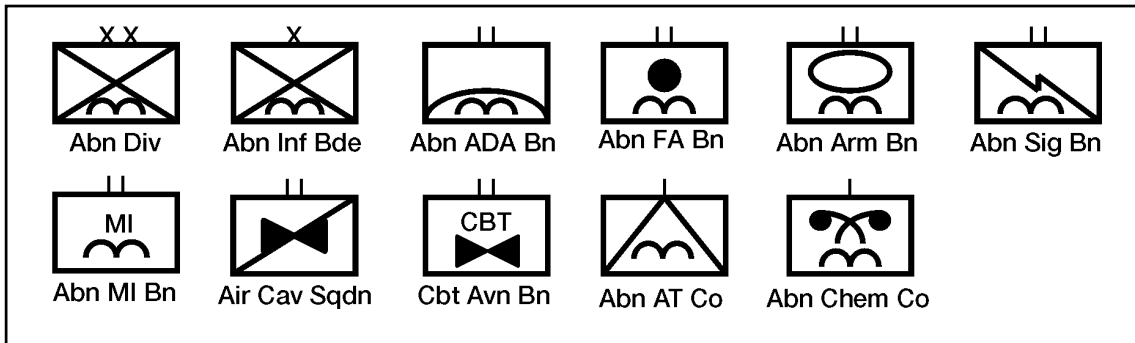 X X X I I I I I I I I
Abn Div Abn Inf Bde Abn ADA Bn Abn FA Bn Abn Arm Bn Abn Sig Bn
I I I I I I I I
MI CBT
Abn MI Bn Air Cav Sqdn Cbt Avn Bn Abn AT Co Abn Chem Co